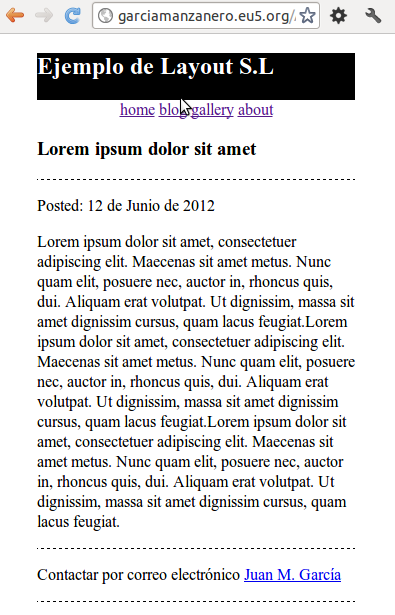 garciamanzanero.eu5.org/
Ejemplo de Layout S.L
home blog gallery about
Lorem ipsum dolor sit amet
Posted: 12 de Junio de 2012
Lorem ipsum dolor sit amet, consectetuer
adipiscing elit. Maecenas sit amet metus. Nunc
quam elit, posuere nec, auctor in, rhoncus quis,
dui. Aliquam erat volutpat. Ut dignissim, massa sit
amet dignissim cursus, quam lacus feugiat.Lorem
ipsum dolor sit amet, consectetuer adipiscing elit.
Maecenas sit amet metus. Nunc quam elit, posuere
nec, auctor in, rhoncus quis, dui. Aliquam erat
volutpat. Ut dignissim, massa sit amet dignissim
cursus, quam lacus feugiat.Lorem ipsum dolor sit
amet, consectetuer adipiscing elit. Maecenas sit
amet metus. Nunc quam elit, posuere nec, auctor
in, rhoncus quis, dui. Aliquam erat volutpat. Ut
dignissim, massa sit amet dignissim cursus, quam
lacus feugiat.
Contactar por correo electrónico Juan M. García